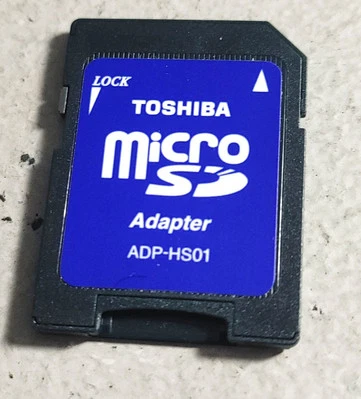 LOCK
TOSHIBA
micro
SD
Adapter
ADP-HS01